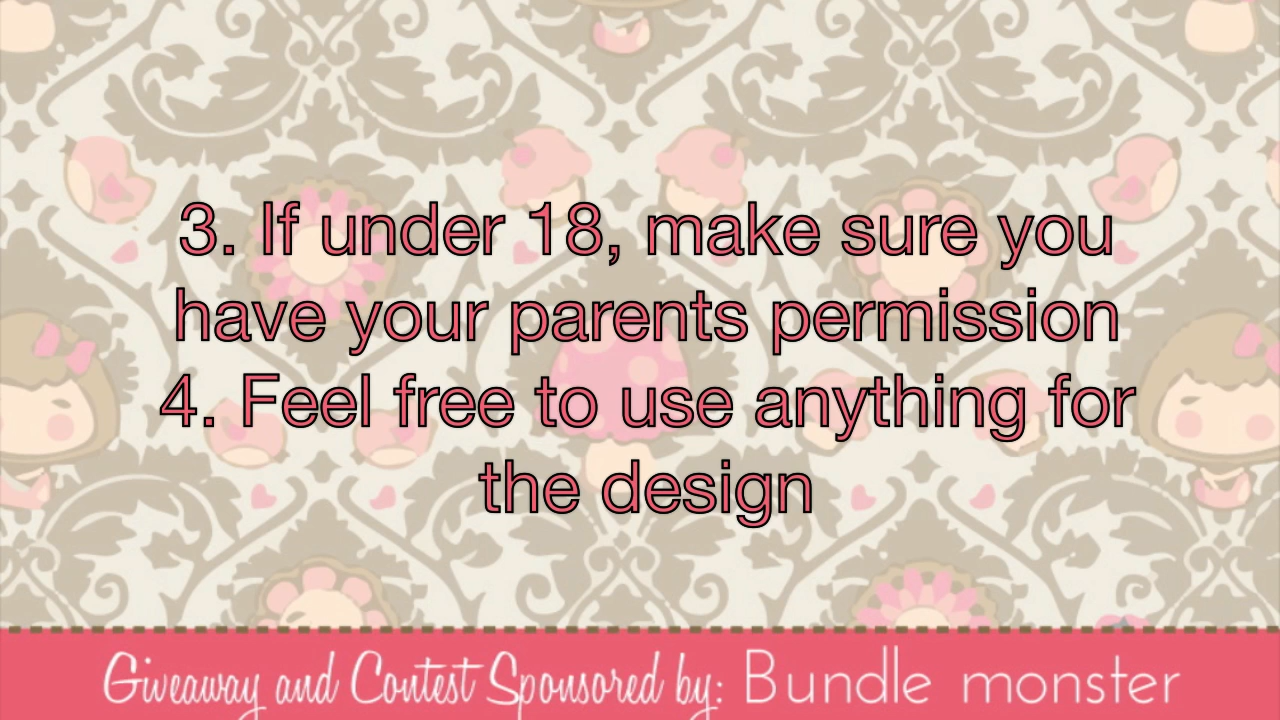 3. If under 18, make sure you
have your parents permission
4. Feel free to use anything for
the design
Giveaway and Contest Sponsored by: Bundle monster